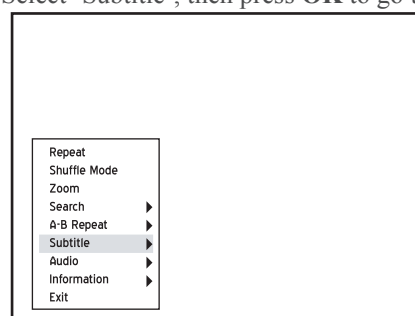 Select "Subtitle", then press OK to go t
Repeat
Shuffle Mode
Zoom
Search
A-B Repeat
Subtitle
Audio
Information
Exit